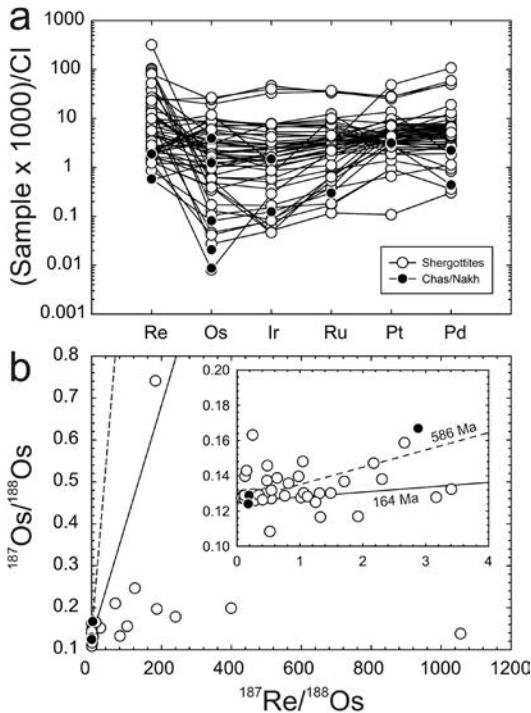 a
1000
100
10
1
0.1
0.01
0.001
(Sample x 1000)/CI
Shergottites
Chas/Nakh
Re Os Ir Ru Pt Pd
b
0.8
0.7
0.6
0.5
0.4
0.3
0.2
0.1
187Os/188Os
0.20
0.18
0.16
0.14
0.12
0.10
586 Ma
164 Ma
0 1 2 3 4
0 200 400 600 800 1000 1200
187Re/188Os